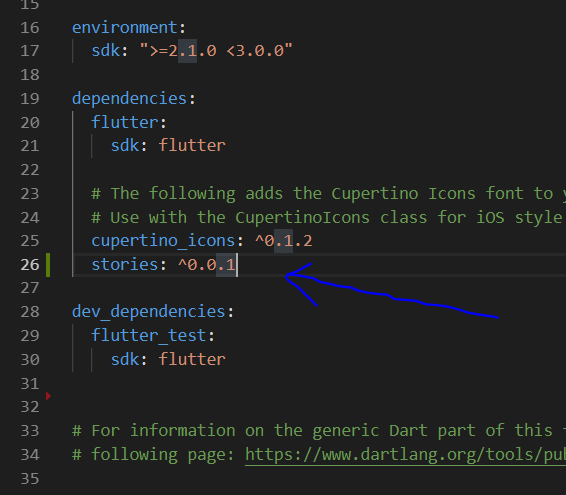 15
16 environment:
17 sdk: ">=2.1.0 <3.0.0"
18
19 dependencies:
20 flutter:
21 sdk: flutter
22
23 # The following adds the Cupertino Icons font to y
24 # Use with the CupertinoIcons class for iOS style
25 cupertino_icons: ^0.1.2
26 stories: ^0.0.1
27
28 dev_dependencies:
29 flutter_test:
30 sdk: flutter
31
32
33 # For information on the generic Dart part of this f
34 # following page: https://www.dartlang.org/tools/pub
35